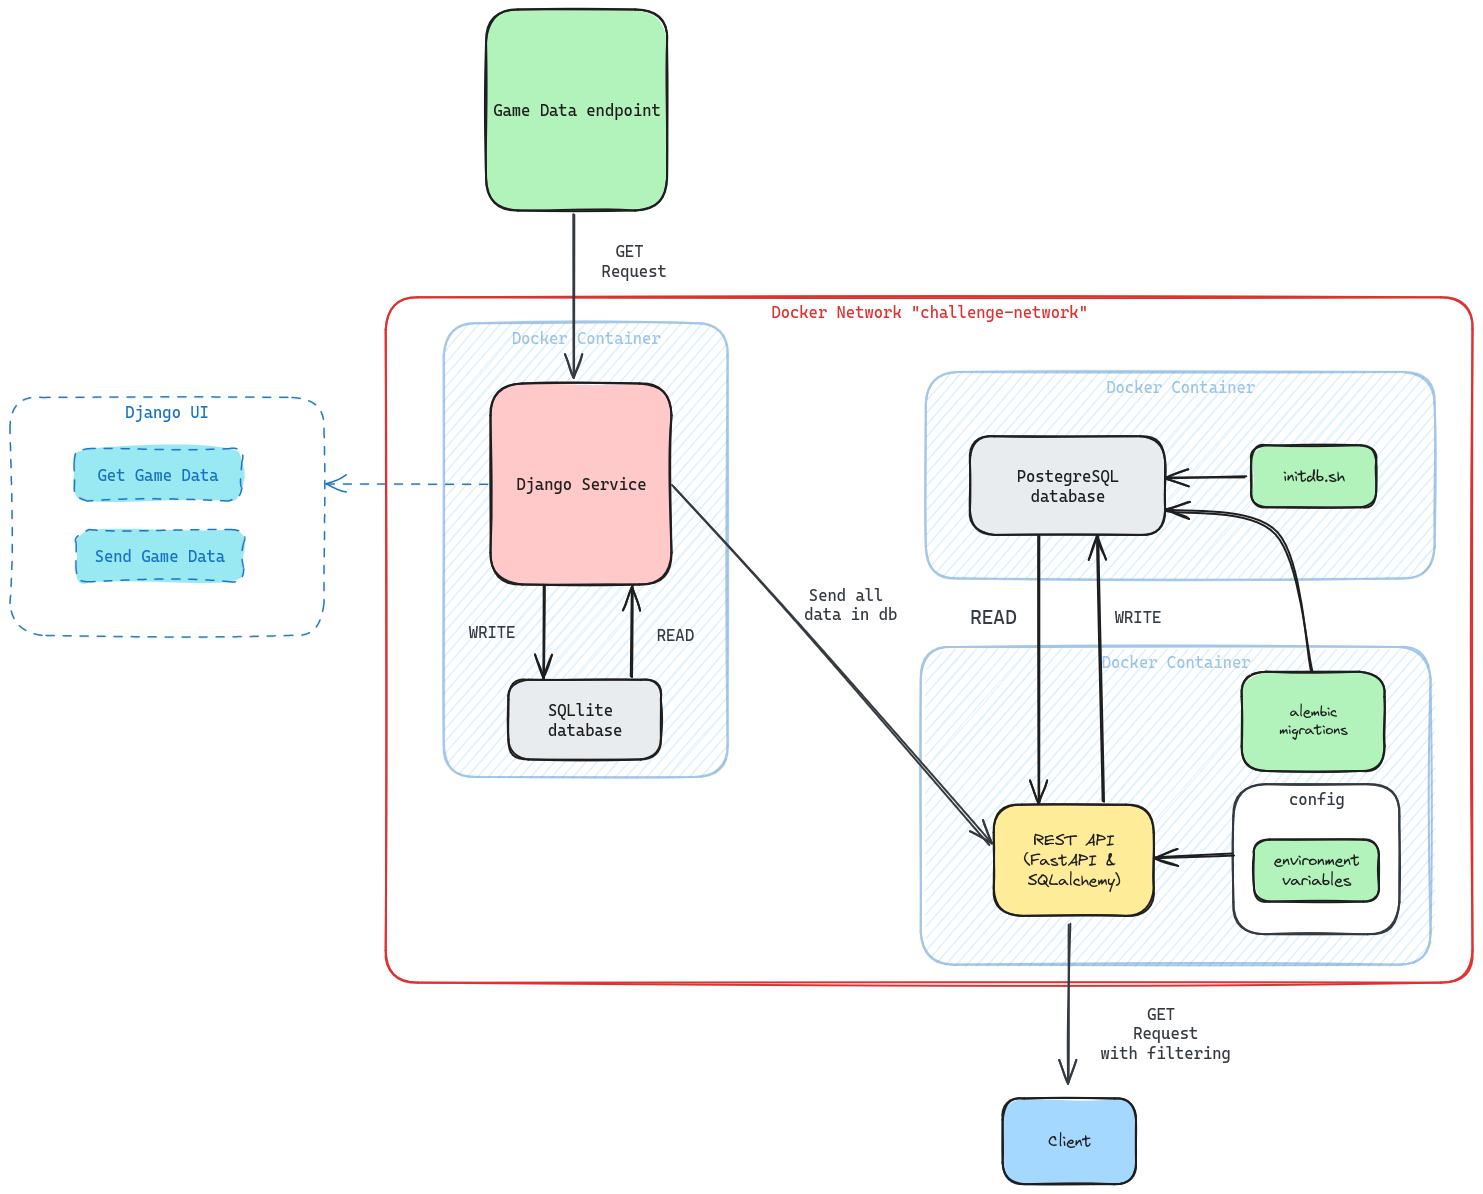 Game Data endpoint
GET
Request
Docker Network "challenge-network"
Docker Container
Django UI
Get Game Data
Send Game Data
Django Service
WRITE
READ
SQLlite
database
Send all
data in db
Docker Container
PostegreSQL
database
initdb.sh
READ
WRITE
Docker Container
alembic
migrations
config
environment
variables
REST API
(FastAPI &
SQLalchemy)
GET
Request
with filtering
Client